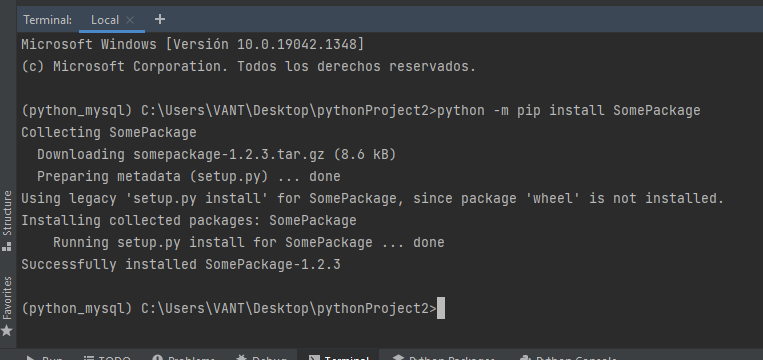 Terminal: Local × +
Microsoft Windows [Versión 10.0.19042.1348]
(c) Microsoft Corporation. Todos los derechos reservados.
(python_mysql) C:\Users\VANT\Desktop\pythonProject2>python -m pip install SomePackage
Collecting SomePackage
  Downloading somepackage-1.2.3.tar.gz (8.6 kB)
  Preparing metadata (setup.py) ... done
Using legacy 'setup.py install' for SomePackage, since package 'wheel' is not installed.
Installing collected packages: SomePackage
    Running setup.py install for SomePackage ... done
Successfully installed SomePackage-1.2.3
(python_mysql) C:\Users\VANT\Desktop\pythonProject2>
Structure
Favorites
Run TODO Problems Debug Terminal Python Packages Python Console